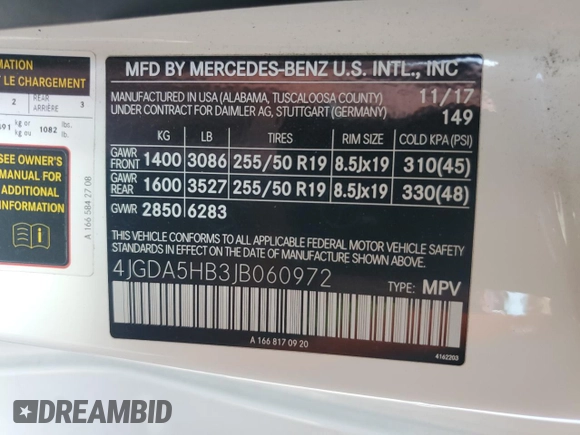 MATION
T LE CHARGEMENT
2 REAR ARRIÈRE 3
491 kg or kg ou 1082 lbs. lb.
SEE OWNER'S
MANUAL FOR
ADDITIONAL
INFORMATION
A 166 584 27 08
MFD BY MERCEDES-BENZ U.S. INTL., INC
MANUFACTURED IN USA (ALABAMA, TUSCALOOSA COUNTY) 11/17
UNDER CONTRACT FOR DAIMLER AG, STUTTGART (GERMANY) 149
KG LB TIRES RIM SIZE COLD KPA (PSI)
GAWR FRONT 1400 3086 255/50 R19 8.5Jx19 310(45)
GAWR REAR 1600 3527 255/50 R19 8.5Jx19 330(48)
GVWR 2850 6283
THIS VEHICLE CONFORMS TO ALL APPLICABLE FEDERAL MOTOR VEHICLE SAFETY
STANDARDS IN EFFECT ON THE DATE OF MANUFACTURE SHOWN ABOVE.
4JGDA5HB3JB060972 TYPE: MPV
A 166 817 09 20
4162203
DREAMBID